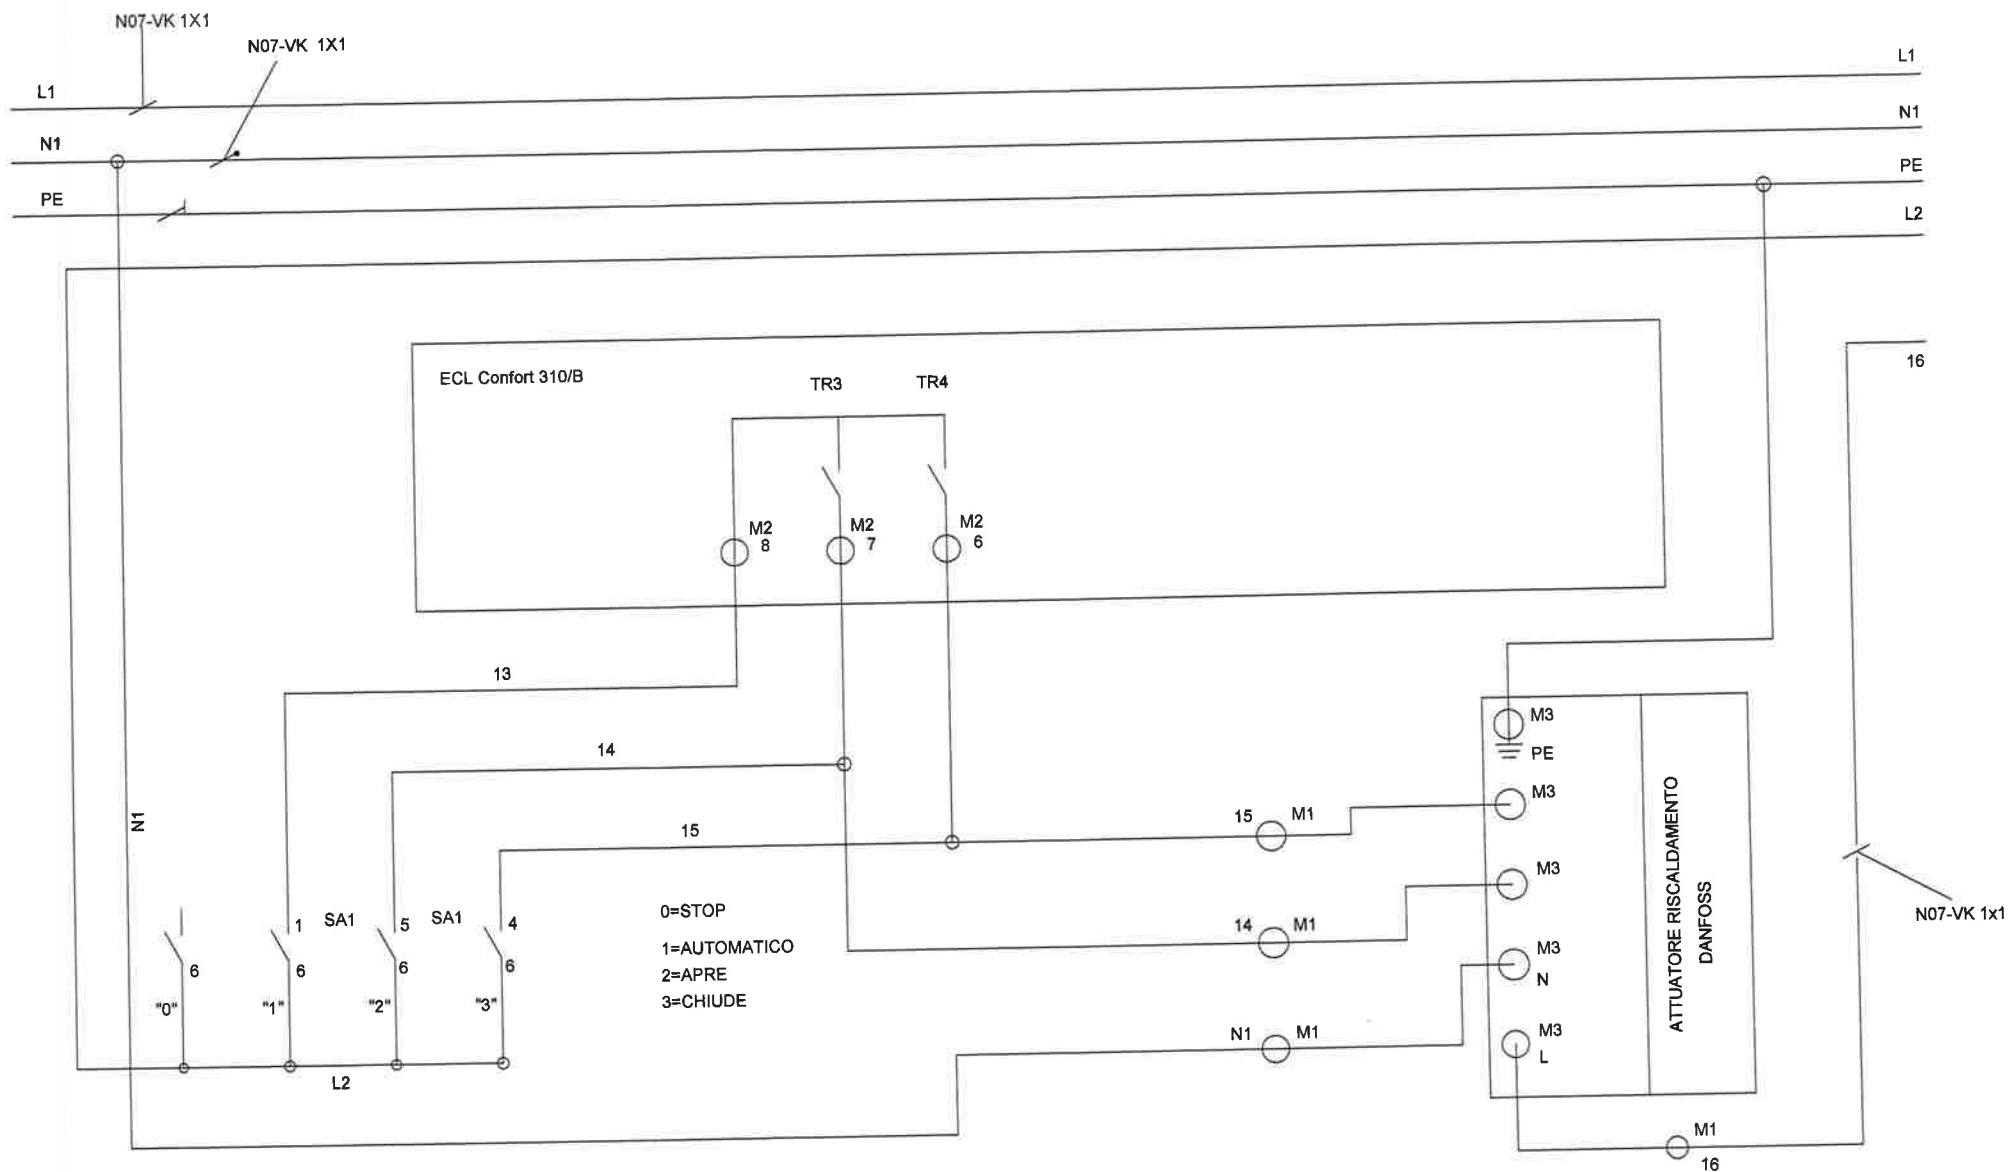 N07-VK 1X1
N07-VK 1X1
L1
L1
N1
N1
PE
PE
L2
ECL Confort 310/B
TR3
TR4
16
M2
8
M2
7
M2
6
13
14
15
15
M1
14
M1
N1
M1
N1
M3
PE
M3
M3
M3
N
M3
L
ATTUATORE RISCALDAMENTO
DANFOSS
N07-VK 1x1
6
"0"
1
6
"1"
SA1
5
6
"2"
SA1
4
6
"3"
L2
0=STOP
1=AUTOMATICO
2=APRE
3=CHIUDE
M1
16